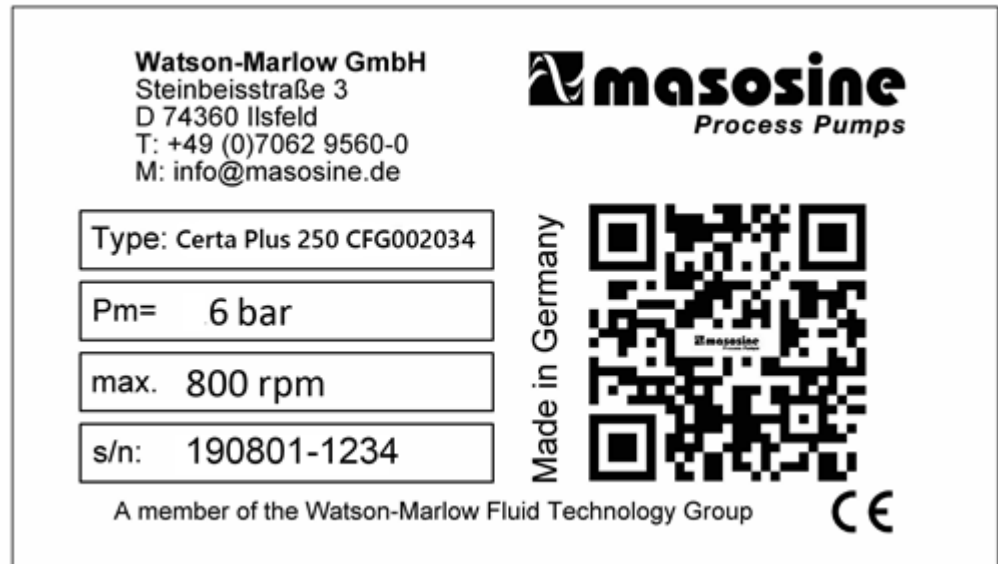 Watson-Marlow GmbH
Steinbeisstraße 3
D 74360 Ilsfeld
T: +49 (0)7062 9560-0
M: info@masosine.de
masosine
Process Pumps
Type: Certa Plus 250 CFG002034
Pm= 6 bar
max. 800 rpm
s/n: 190801-1234
Made in Germany
masosine
Process Pumps
A member of the Watson-Marlow Fluid Technology Group
CE